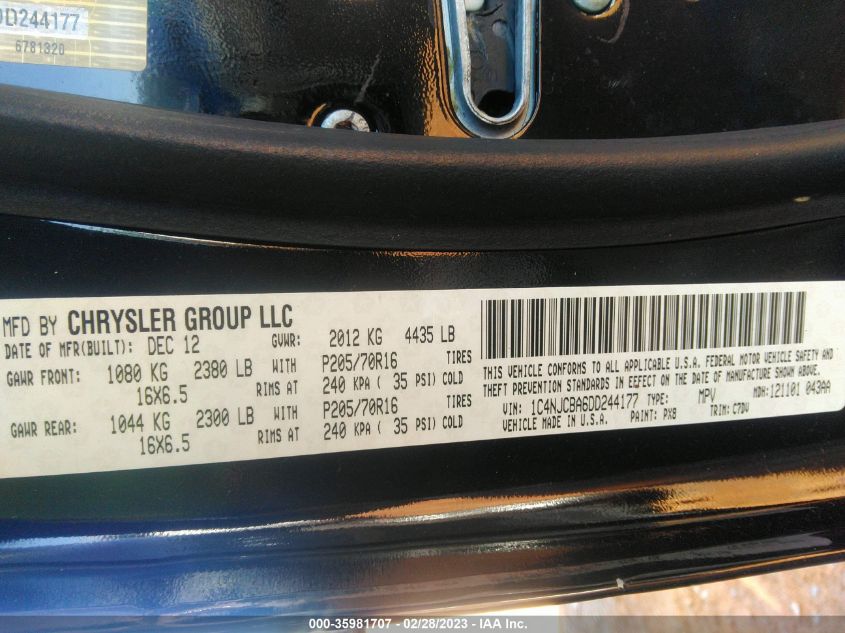 DD244177
6781320
MFD BY CHRYSLER GROUP LLC
DATE OF MFR(BUILT): DEC 12 GVWR: 2012 KG 4435 LB
GAWR FRONT: 1080 KG 2380 LB WITH P205/70R16 TIRES
16X6.5 RIMS AT 240 KPA ( 35 PSI) COLD
GAWR REAR: 1044 KG 2300 LB WITH P205/70R16 TIRES
16X6.5 RIMS AT 240 KPA ( 35 PSI) COLD
THIS VEHICLE CONFORMS TO ALL APPLICABLE U.S.A. FEDERAL MOTOR VEHICLE SAFETY AND
THEFT PREVENTION STANDARDS IN EFFECT ON THE DATE OF MANUFACTURE SHOWN ABOVE.
VIN: 1C4NJCBA6DD244177 TYPE: MPV MDH: 121101 043AA
VEHICLE MADE IN U.S.A. PAINT: PX8 TRIM: C7DV
000-35981707 - 02/28/2023 - IAA Inc.